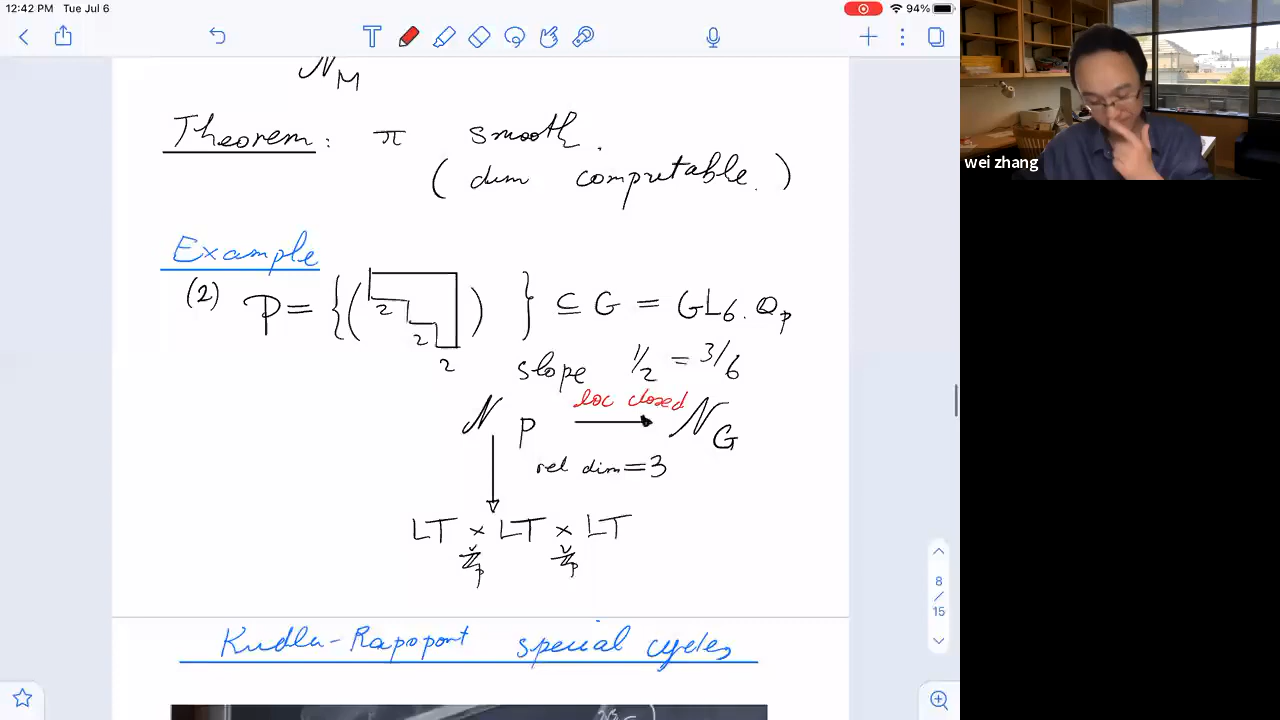 12:42 PM Tue Jul 6
94%
𝒩_M
Theorem: π smooth.
(dim computable.)
Example
(2) P = { ( 2 2 2 ) } ⊆ G = GL_6, ℚ_p
slope 1/2 = 3/6
𝒩_P loc closed → 𝒩_G
rel dim = 3
LT × LT × LT
Ž_p Ž_p
Kudla-Rapoport special cycles
wei zhang
8
/
15